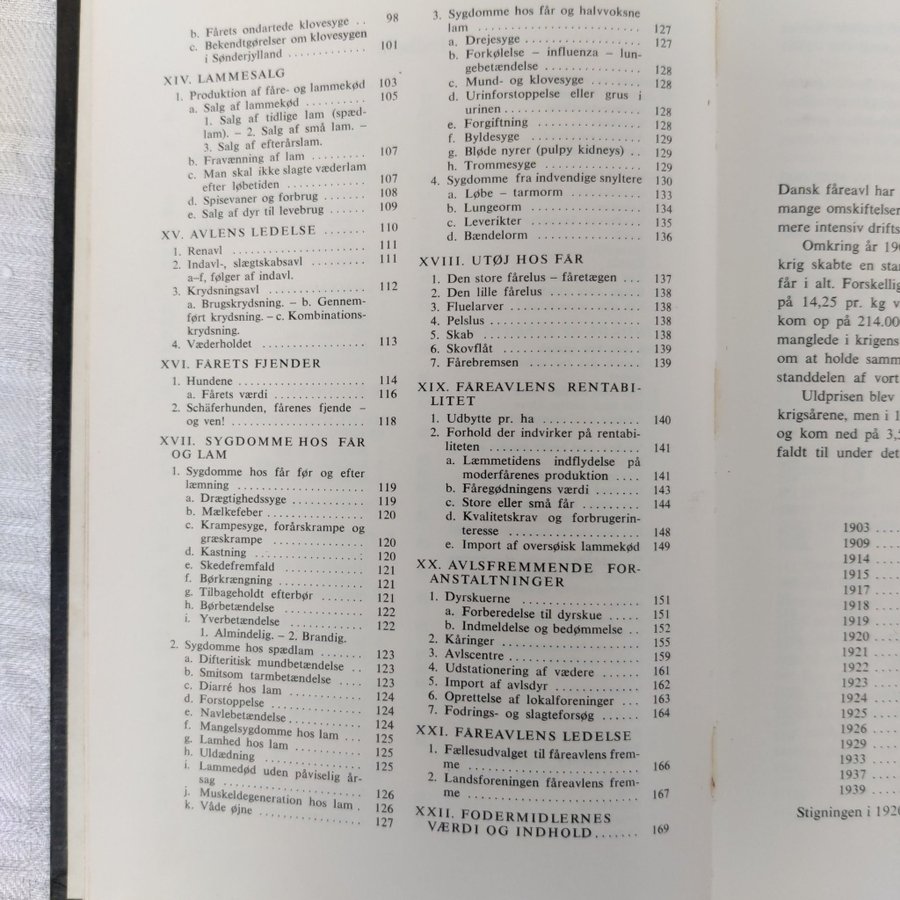 b. Fårets ondartede klovesyge . . 98
c. Bekendtgørelser om klovesygen
i Sønderjylland . . . . . . . . . . . . 101
XIV. LAMMESALG
1. Produktion af fåre- og lammekød 103
a. Salg af lammekød . . . . . . . . . . 105
1. Salg af tidlige lam (spæd-
lam). – 2. Salg af små lam. –
3. Salg af efterårslam.
b. Fravænning af lam . . . . . . . . . 107
c. Man skal ikke slagte væderlam
efter løbetiden . . . . . . . . . . . . 107
d. Spisevaner og forbrug . . . . . . . 108
e. Salg af dyr til levebrug . . . . . . 109
XV. AVLENS LEDELSE . . . . . . . 110
1. Renavl . . . . . . . . . . . . . . . . . . 111
2. Indavl-, slægtskabsavl . . . . . . . . 111
a–f, følger af indavl.
3. Krydsningsavl . . . . . . . . . . . . . 112
a. Brugskrydsning. – b. Gennem-
ført krydsning. – c. Kombinations-
krydsning.
4. Væderholdet . . . . . . . . . . . . . . 113
XVI. FÅRETS FJENDER
1. Hundene . . . . . . . . . . . . . . . . 114
a. Fårets værdi . . . . . . . . . . . . . 116
2. Schäferhunden, fårenes fjende –
og ven! . . . . . . . . . . . . . . . . . . 118
XVII. SYGDOMME HOS FÅR
OG LAM
1. Sygdomme hos får før og efter
læmning . . . . . . . . . . . . . . . . . 119
a. Drægtighedssyge . . . . . . . . . . 119
b. Mælkefeber . . . . . . . . . . . . . . 120
c. Krampesyge, forårskrampe og
græskrampe . . . . . . . . . . . . . 120
d. Kastning . . . . . . . . . . . . . . . . 120
e. Skedefremfald . . . . . . . . . . . . 121
f. Børkrængning . . . . . . . . . . . . 121
g. Tilbageholdt efterbør . . . . . . . 121
h. Børbetændelse . . . . . . . . . . . . 122
i. Yverbetændelse . . . . . . . . . . . 122
1. Almindelig. – 2. Brandig.
2. Sygdomme hos spædlam . . . . . . 123
a. Difteritisk mundbetændelse . . 123
b. Smitsom tarmbetændelse . . . . 123
c. Diarré hos lam . . . . . . . . . . . 124
d. Forstoppelse . . . . . . . . . . . . . 124
e. Navlebetændelse . . . . . . . . . . 124
f. Mangelsygdomme hos lam . . . 125
g. Lamhed hos lam . . . . . . . . . . 125
h. Uldædning . . . . . . . . . . . . . . 125
i. Lammedød uden påviselig år-
sag . . . . . . . . . . . . . . . . . . . . 126
j. Muskeldegeneration hos lam . 126
k. Våde øjne . . . . . . . . . . . . . . . 127
3. Sygdomme hos får og halvvoksne
lam . . . . . . . . . . . . . . . . . . . . . 127
a. Drejesyge . . . . . . . . . . . . . . . 127
b. Forkølelse – influenza – lun-
gebetændelse . . . . . . . . . . . . 128
c. Mund- og klovesyge . . . . . . . . 128
d. Urinforstoppelse eller grus i
urinen . . . . . . . . . . . . . . . . . 128
e. Forgiftning . . . . . . . . . . . . . . 128
f. Byldesyge . . . . . . . . . . . . . . . 129
g. Bløde nyrer (pulpy kidneys) . . 129
h. Trommesyge . . . . . . . . . . . . . 129
4. Sygdomme fra indvendige snyltere 130
a. Løbe – tarmorm . . . . . . . . . . 133
b. Lungeorm . . . . . . . . . . . . . . . 134
c. Leverikter . . . . . . . . . . . . . . . 135
d. Bændelorm . . . . . . . . . . . . . . 136
XVIII. UTØJ HOS FÅR
1. Den store fårelus – fåretægen . . . 137
2. Den lille fårelus . . . . . . . . . . . . 138
3. Fluelarver . . . . . . . . . . . . . . . . 138
4. Pelslus . . . . . . . . . . . . . . . . . . 138
5. Skab . . . . . . . . . . . . . . . . . . . . 138
6. Skovflåt . . . . . . . . . . . . . . . . . 139
7. Fårebremsen . . . . . . . . . . . . . . 139
XIX. FÅREAVLENS RENTABI-
LITET
1. Udbytte pr. ha . . . . . . . . . . . . . 140
2. Forhold der indvirker på rentabi-
liteten . . . . . . . . . . . . . . . . . . . 141
a. Læmmetidens indflydelse på
moderfårenes produktion . . . . 141
b. Fåregødningens værdi . . . . . . . 143
c. Store eller små får . . . . . . . . . 144
d. Kvalitetskrav og forbrugerin-
teresse . . . . . . . . . . . . . . . . . 148
e. Import af oversøisk lammekød 149
XX. AVLSFREMMENDE FOR-
ANSTALTNINGER
1. Dyrskuerne . . . . . . . . . . . . . . . 151
a. Forberedelse til dyrskue . . . . . 151
b. Indmeldelse og bedømmelse . . 152
2. Kåringer . . . . . . . . . . . . . . . . . 155
3. Avlscentre . . . . . . . . . . . . . . . . 159
4. Udstationering af vædere . . . . . . 161
5. Import af avlsdyr . . . . . . . . . . . 162
6. Oprettelse af lokalforeninger . . . 163
7. Fodrings- og slagteforsøg . . . . . . 164
XXI. FÅREAVLENS LEDELSE
1. Fællesudvalget til fåreavlens frem-
me . . . . . . . . . . . . . . . . . . . . . 166
2. Landsforeningen fåreavlens frem-
me . . . . . . . . . . . . . . . . . . . . . 167
XXII. FODERMIDLERNES
VÆRDI OG INDHOLD . . . . . . . 169
Dansk fåreavl har
mange omskiftelser
mere intensiv drifts
Omkring år 190
krig skabte en stan
får i alt. Forskellig
på 14,25 pr. kg v
kom op på 214.00
manglede i krigens
om at holde samm
standdelen af vort
Uldprisen blev
krigsårene, men i 1
og kom ned på 3,5
faldt til under det
1903 . . . .
1909 . . . .
1914 . . . .
1915 . . . .
1917 . . . .
1918 . . . .
1919 . . . .
1920 . . . .
1921 . . . .
1922 . . . .
1923 . . . .
1924 . . . .
1925 . . . .
1926 . . . .
1929 . . . .
1933 . . . .
1937 . . . .
1939 . . . .
Stigningen i 1920